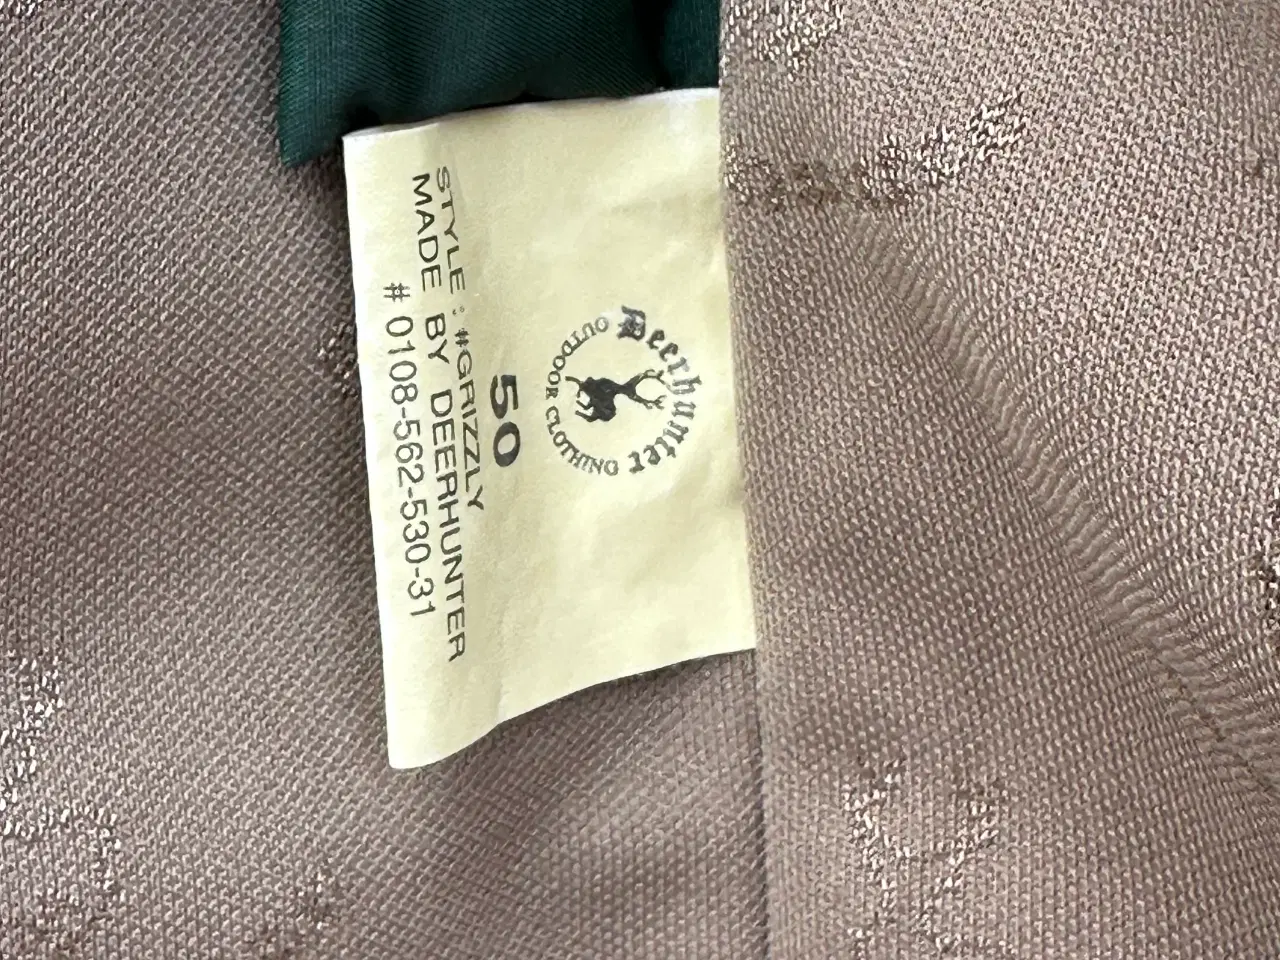 Deerhunter
OUTDOOR CLOTHING
50
STYLE : #GRIZZLY
MADE BY DEERHUNTER
# 0108-562-530-31